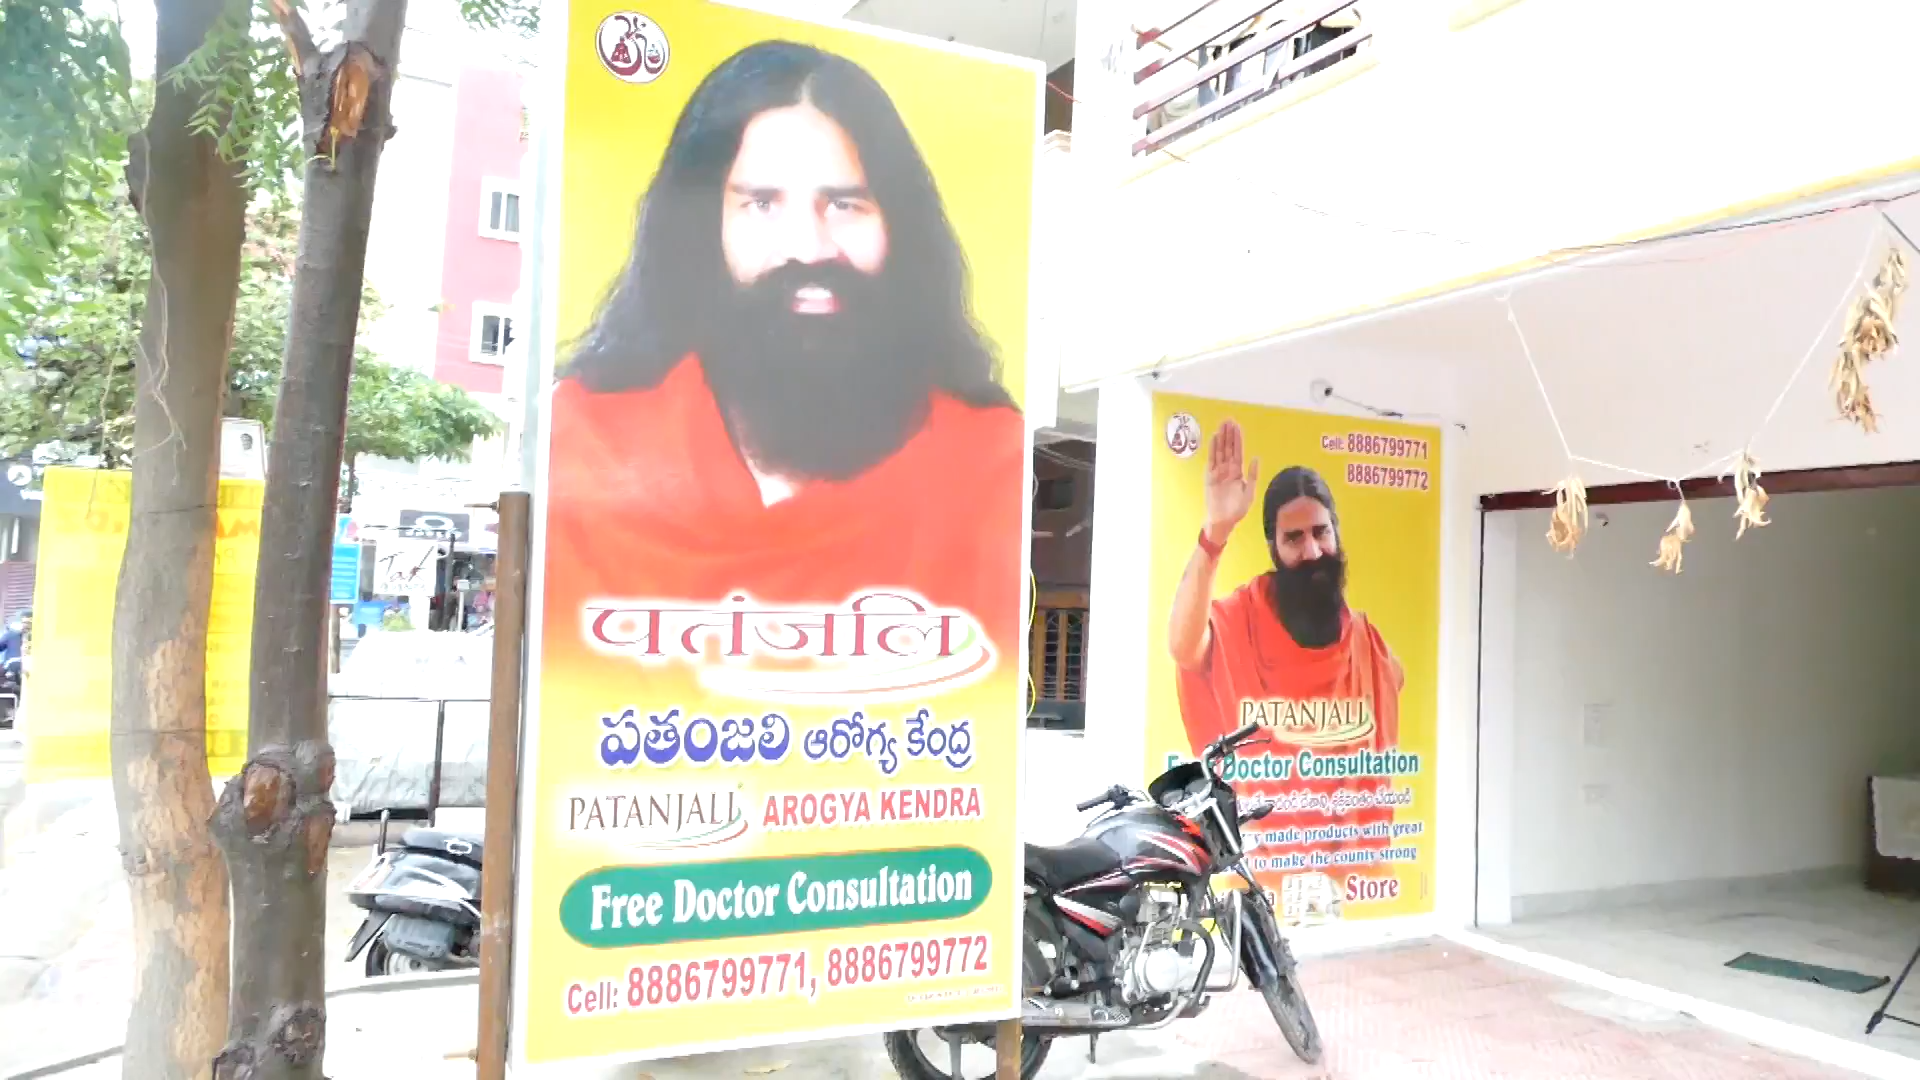 पतंजलि
పతంజలి ఆరోగ్య కేంద్ర
PATANJALI AROGYA KENDRA
Free Doctor Consultation
Cell: 8886799771, 8886799772
Cell: 8886799771
8886799772
PATANJALI
Doctor Consultation
made products with great
to make the county strong
Store